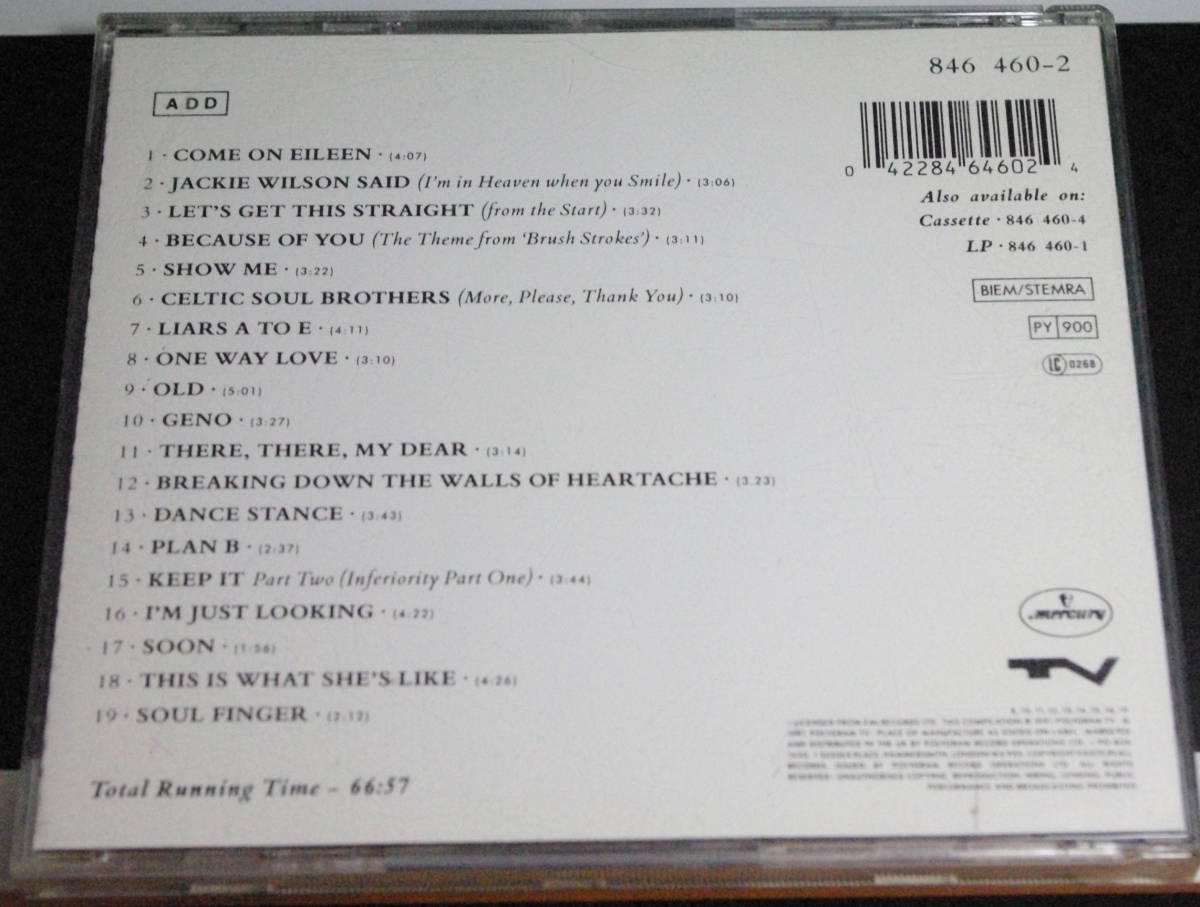 846 460-2
ADD
0 42284 64602 4
1 · COME ON EILEEN · (4:07)
2 · JACKIE WILSON SAID (I'm in Heaven when you Smile) · (3:06)
3 · LET'S GET THIS STRAIGHT (from the Start) · (3:32)
4 · BECAUSE OF YOU (The Theme from 'Brush Strokes') · (3:11)
5 · SHOW ME · (3:22)
6 · CELTIC SOUL BROTHERS (More, Please, Thank You) · (3:10)
7 · LIARS A TO E · (4:11)
8 · ONE WAY LOVE · (3:10)
9 · OLD · (5:01)
10 · GENO · (3:27)
11 · THERE, THERE, MY DEAR · (3:14)
12 · BREAKING DOWN THE WALLS OF HEARTACHE · (3.23)
13 · DANCE STANCE · (3:43)
14 · PLAN B · (2:37)
15 · KEEP IT Part Two (Inferiority Part One) · (3:44)
16 · I'M JUST LOOKING · (4:22)
17 · SOON · (1:56)
18 · THIS IS WHAT SHE'S LIKE · (4:26)
19 · SOUL FINGER · (2:12)
Total Running Time – 66:57
Also available on:
Cassette · 846 460-4
LP · 846 460-1
BIEM/STEMRA
PY 900
LC 0268
mercury
TV